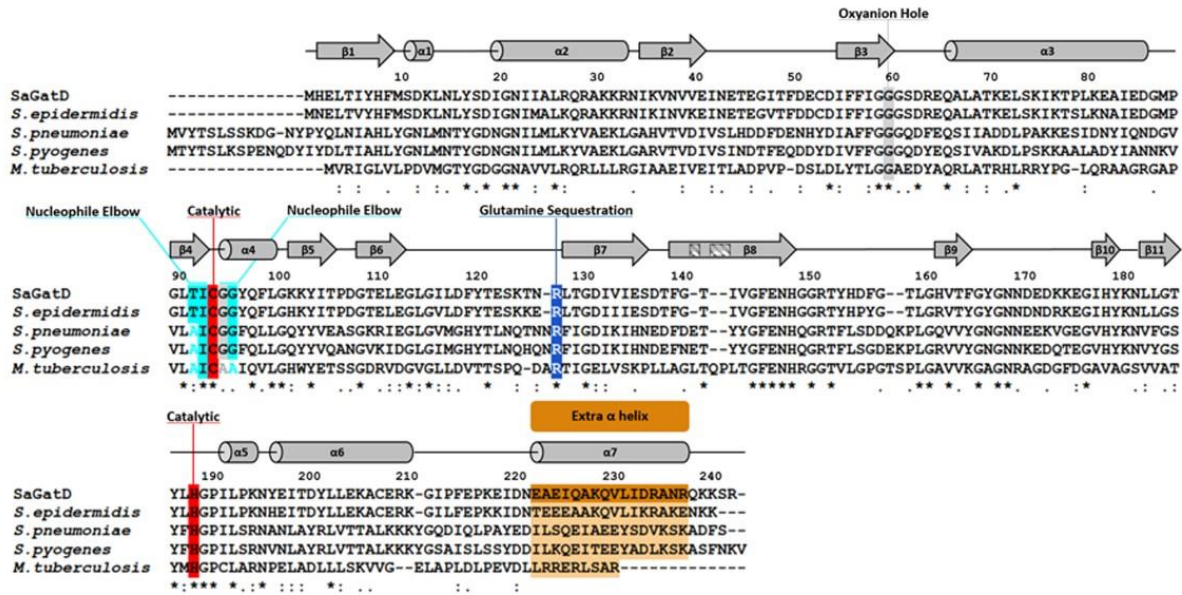 Oxyanion Hole
β1 α1 α2 β2 β3 α3
10 20 30 40 50 60 70 80
SaGatD ----------------MHELTIYHFMSDKLNLYSDIGNIIALRQRAKKRNIKVNVVEINETEGITFDECDIFFIGGGSDREQALATKELSKIKTPLKEAIEDGMP
S.epidermidis ----------------MNELTVYHFMSDKLNLYSDIGNIMALKQRAKKRNIKINVKEINETEGVTFDDCDIFFIGGGSDREQALATKELSKIKTSLKNAIEDGMP
S.pneumoniae MVYTSLSSKDG-NYPYQLNIAHLYGNLMNTYGDNGNILMLKYVAEKLGAHVTVDIVSLHDDFDENHYDIAFFGGGQDFEQSIIADDLPAKKESIDNYIQNDGV
S.pyogenes MTYTSLKSPENQDYIYDLTIAHLYGNLMNTYGDNGNILMLKYVAEKLGARVTVDIVSINDTFEQDDYDIVFFGGGQDYEQSIVAKDLPSKKAALADYIANNKV
M.tuberculosis ----------------MVRIGLVLPDVMGTYGDGGNAVVLRQRLLLRGIAAEIVEITLADPVP-DSLDLYTLGGAEDYAQRLATRHLRRYPG-LQRAAGRGAP
Nucleophile Elbow Catalytic Nucleophile Elbow Glutamine Sequestration
β4 α4 β5 β6 β7 β8 β9 β10 β11
90 100 110 120 130 140 150 160 170 180
SaGatD GLTICGGYQFLGKKYITPDGTELEGLGILDFYTESKTN-RLTGDIVIESDTFG-T--IVGFENHGGRTYHDFG--TLGHVTFGYGNNDEDKKEGIHYKNLLGT
S.epidermidis GLTICGGYQFLGHKYITPDGTELEGLGVLDFYTESKKE-RLTGDIIIESDTFG-T--IVGFENHGGRTYHPYG--TLGRVTYGYGNNDNDRKEGIHYKNLLGS
S.pneumoniae VLAICGGFQLLGQYYVEASGKRIEGLGVMGHYTLNQTNNRFIGDIKIHNEDFDET--YYGFENHQGRTFLSDDQKPLGQVVYGNGNNEEKVGEGVHYKNVFGS
S.pyogenes VLAICGGFQLLGQYYVQANGVKIDGLGIMGHYTLNQHQNRFIGDIKIHNDEFNET--YYGFENHQGRTFLSGDEKPLGRVVYGNGNNKEDQTEGVHYKNVYGS
M.tuberculosis VLAICAAIQVLGHWYETSSGDRVDGVGLLDVTTSPQ-DARTIGELVSKPLLAGLTQPLTGFENHRGGTVLGPGTSPLGAVVKGAGNRAGDGFDGAVAGSVVAT
Catalytic Extra α helix
α5 α6 α7
190 200 210 220 230 240
SaGatD YLHGPILPKNYEITDYLLEKACERK-GIPFEPKEIDNEAEIQAKQVLIDRANRQKKSR-
S.epidermidis YLHGPILPKNHEITDYLLEKACERK-GILFEPKKIDNTEEEAAKQVLIKRAKENKK---
S.pneumoniae YFHGPILSRNANLAYRLVTTALKKKYGQDIQLPAYEDILSQEIAEEYSDVKSKADFS--
S.pyogenes YFHGPILSRNVNLAYRLVTTALKKKYGSAISLSSYDDILKQEITEEYADLKSKASFNKV
M.tuberculosis YMHGPCLARNPELADLLLSKVVG--ELAPLDLPEVDLLRRERLSAR-------------